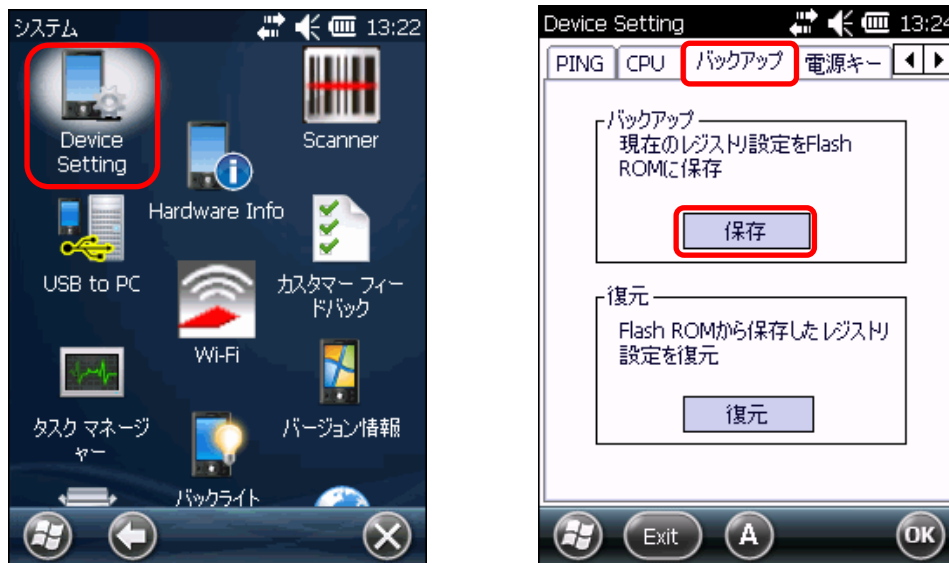 システム 13:22
Device
Setting
Scanner
Hardware Info
USB to PC
カスタマー フィー
ドバック
Wi-Fi
タスク マネージ
ャー
バージョン情報
バックライト
Device Setting 13:24
PING CPU バックアップ 電源キー
バックアップ
現在のレジストリ設定をFlash
ROMに保存
保存
復元
Flash ROMから保存したレジストリ
設定を復元
復元
Exit A OK